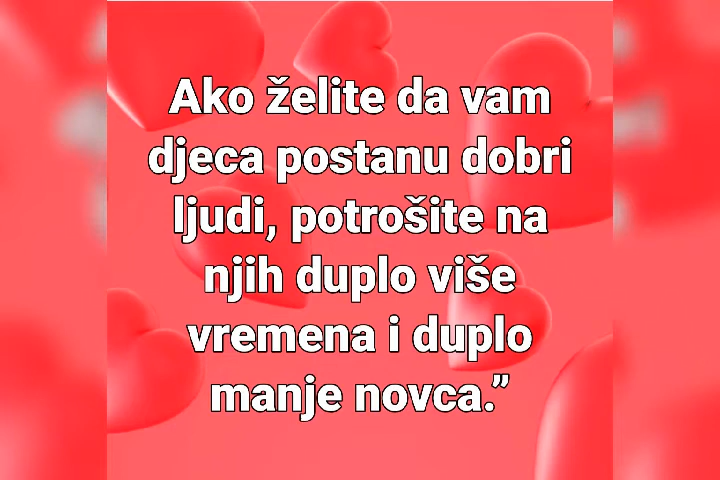 Ako želite da vam
djeca postanu dobri
ljudi, potrošite na
njih duplo više
vremena i duplo
manje novca.”